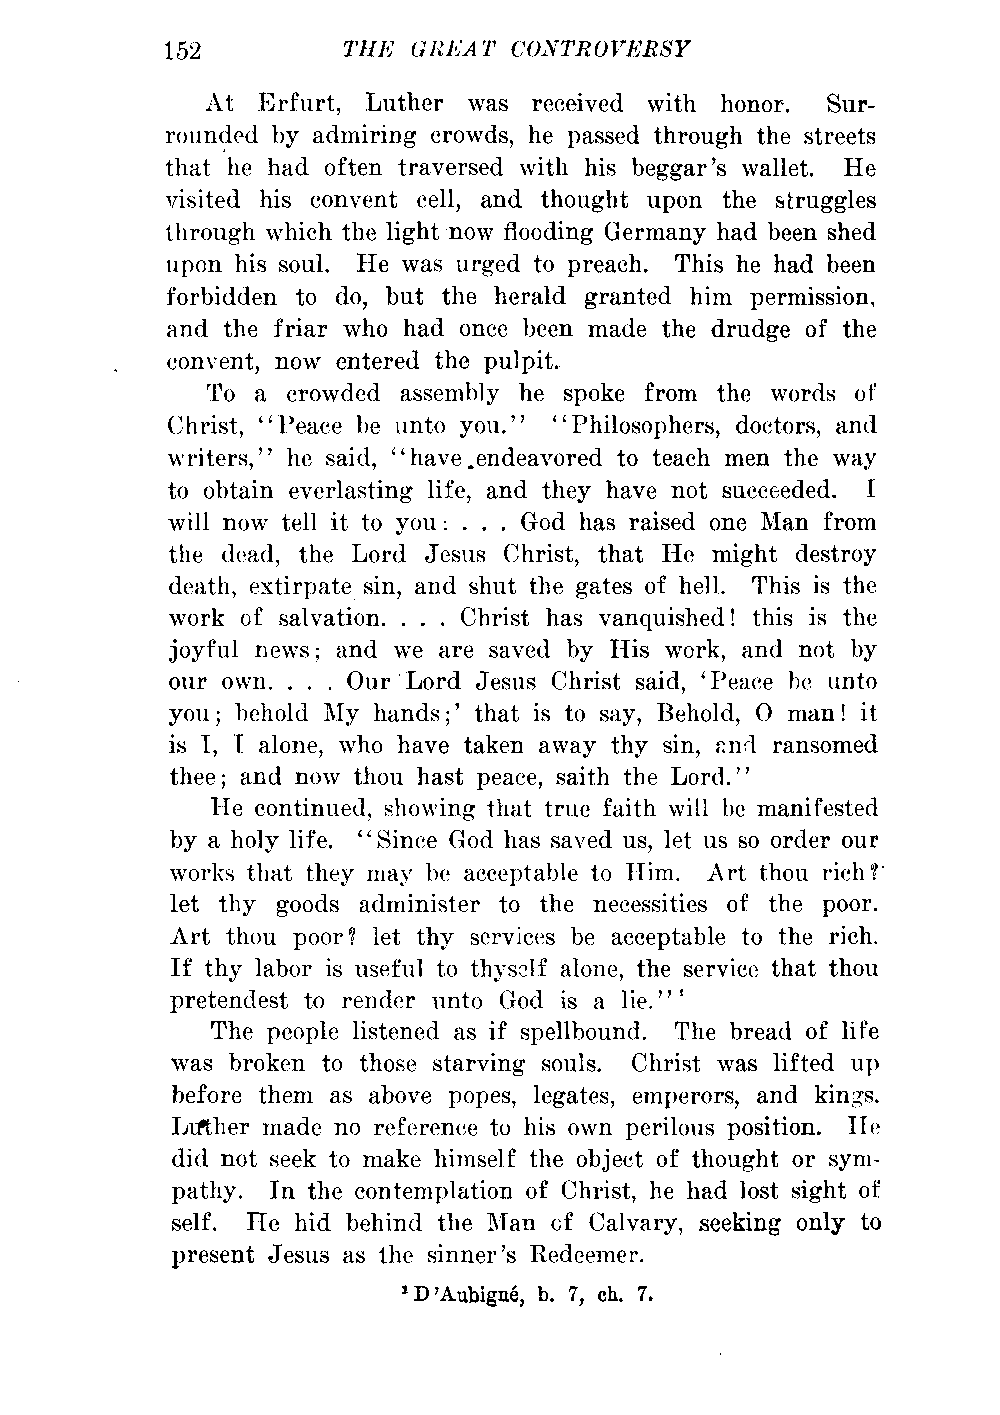 152 THE GREAT CONTROVERSY
At Erfurt, Luther was received with honor. Sur-
rounded by admiring crowds, he passed through the streets
that he had often traversed with his beggar's wallet. He
visited his convent cell, and thought upon the struggles
through which the light now flooding Germany had been shed
upon his soul. He was urged to preach. This he had been
forbidden to do, but the herald granted him permission,
and the friar who had once been made the drudge of the
convent, now entered the pulpit.
To a crowded assembly he spoke from the words of
Christ, "Peace be unto you." "Philosophers, doctors, and
writers," he said, "have endeavored to teach men the way
to obtain everlasting life, and they have not succeeded. I
will now tell it to you: . . . God has raised one Man from
the dead, the Lord Jesus Christ, that He might destroy
death, extirpate sin, and shut the gates of hell. This is the
work of salvation. . . . Christ has vanquished! this is the
joyful news; and we are saved by His work, and not by
our own. . . . Our Lord Jesus Christ said, 'Peace be unto
you; behold My hands;' that is to say, Behold, O man! it
is I, I alone, who have taken away thy sin, and ransomed
thee; and now thou hast peace, saith the Lord."
He continued, showing that true faith will be manifested
by a holy life. "Since God has saved us, let us so order our
works that they may be acceptable to Him. Art thou rich?
let thy goods administer to the necessities of the poor.
Art thou poor? let thy services be acceptable to the rich.
If thy labor is useful to thyself alone, the service that thou
pretendest to render unto God is a lie."¹
The people listened as if spellbound. The bread of life
was broken to those starving souls. Christ was lifted up
before them as above popes, legates, emperors, and kings.
Luther made no reference to his own perilous position. He
did not seek to make himself the object of thought or sym-
pathy. In the contemplation of Christ, he had lost sight of
self. He hid behind the Man of Calvary, seeking only to
present Jesus as the sinner's Redeemer.
¹ D'Aubigné, b. 7, ch. 7.